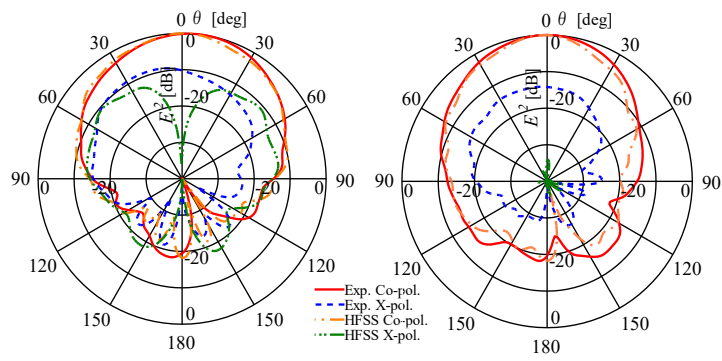 0 θ [deg]
30 0 30
60 60
E² [dB]
-20
90 0 -20 -20 0 90
120 -20 120
150 0 150
180
0 θ [deg]
30 0 30
60 60
E² [dB]
-20
90 0 -20 -20 0 90
120 -20 120
150 0 150
180
Exp. Co-pol.
Exp. X-pol.
HFSS Co-pol.
HFSS X-pol.